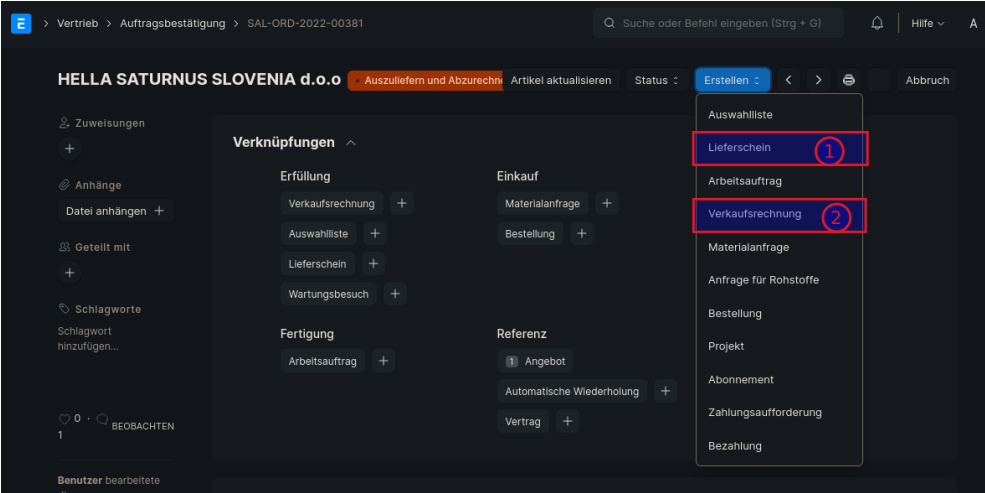 E > Vertrieb > Auftragsbestätigung > SAL-ORD-2022-00381
Suche oder Befehl eingeben (Strg + G)
Hilfe
A
HELLA SATURNUS SLOVENIA d.o.o
Auszuliefern und Abzurechn
Artikel aktualisieren
Status
Erstellen
Abbruch
Zuweisungen
+
Anhänge
Datei anhängen +
Geteilt mit
+
Schlagworte
Schlagwort
hinzufügen...
0 ·
1
BEOBACHTEN
Benutzer bearbeitete
Verknüpfungen
Erfüllung
Verkaufsrechnung +
Auswahlliste +
Lieferschein +
Wartungsbesuch +
Einkauf
Materialanfrage +
Bestellung +
Fertigung
Arbeitsauftrag +
Referenz
1 Angebot
Automatische Wiederholung +
Vertrag +
Auswahlliste
Lieferschein 1
Arbeitsauftrag
Verkaufsrechnung 2
Materialanfrage
Anfrage für Rohstoffe
Bestellung
Projekt
Abonnement
Zahlungsaufforderung
Bezahlung